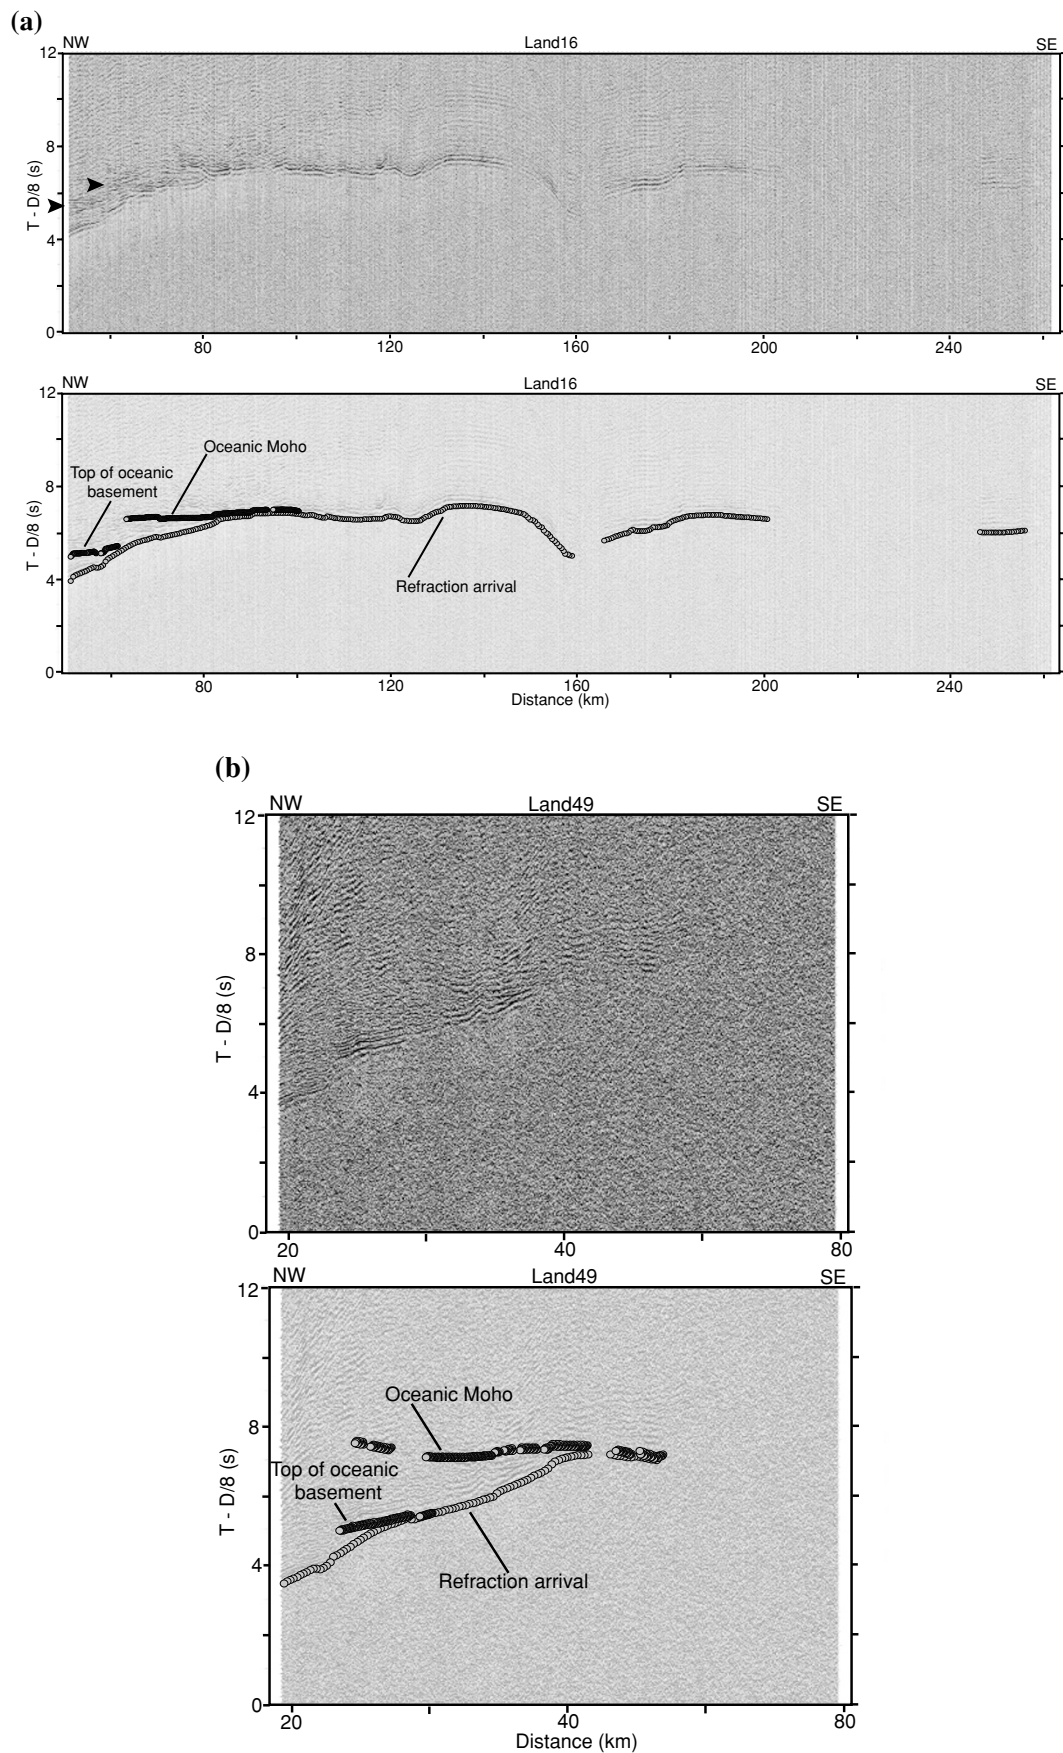 (a)
NW Land16 SE
12
8
4
0
T - D/8 (s)
80 120 160 200 240
NW Land16 SE
12
8
4
0
T - D/8 (s)
Oceanic Moho
Top of oceanic
basement
Refraction arrival
80 120 160 200 240
Distance (km)
(b)
NW Land49 SE
12
8
4
0
T - D/8 (s)
20 40 80
NW Land49 SE
12
8
4
0
T - D/8 (s)
Oceanic Moho
Top of oceanic
basement
Refraction arrival
20 40 80
Distance (km)